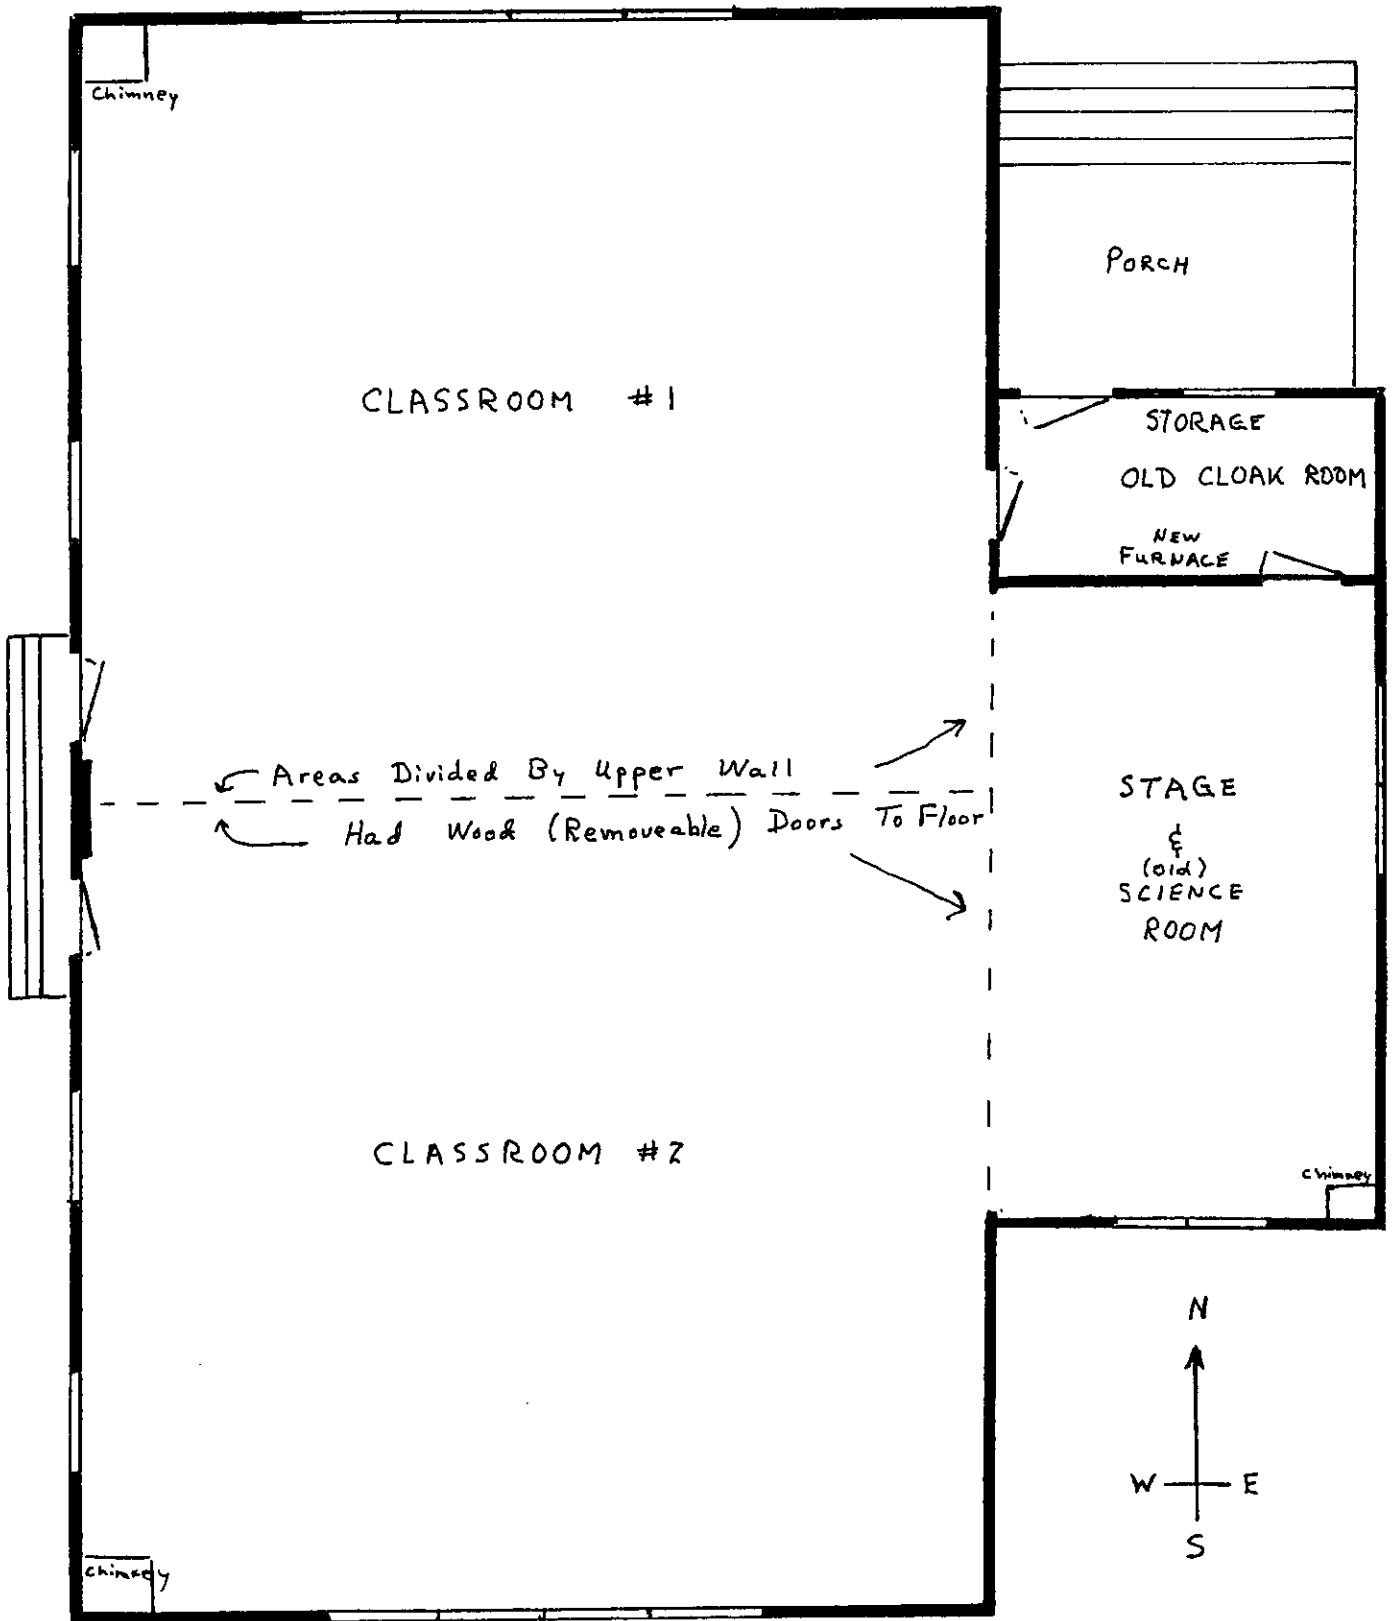 Chimney
PORCH
CLASSROOM #1
STORAGE
OLD CLOAK ROOM
NEW
FURNACE
Areas Divided By Upper Wall
Had Wood (Removeable) Doors To Floor
STAGE
&
(old)
SCIENCE
ROOM
CLASSROOM #2
Chimney
N
W E
S
Chimney